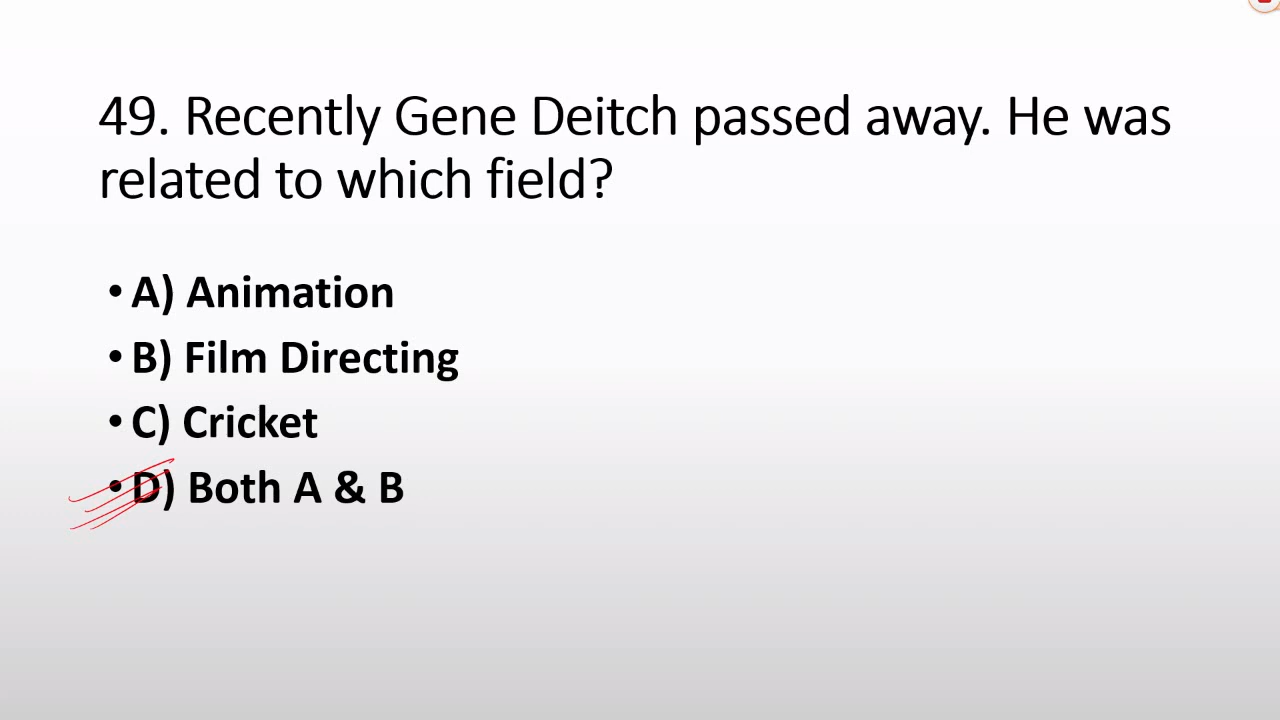 49. Recently Gene Deitch passed away. He was
related to which field?
• A) Animation
• B) Film Directing
• C) Cricket
• D) Both A & B